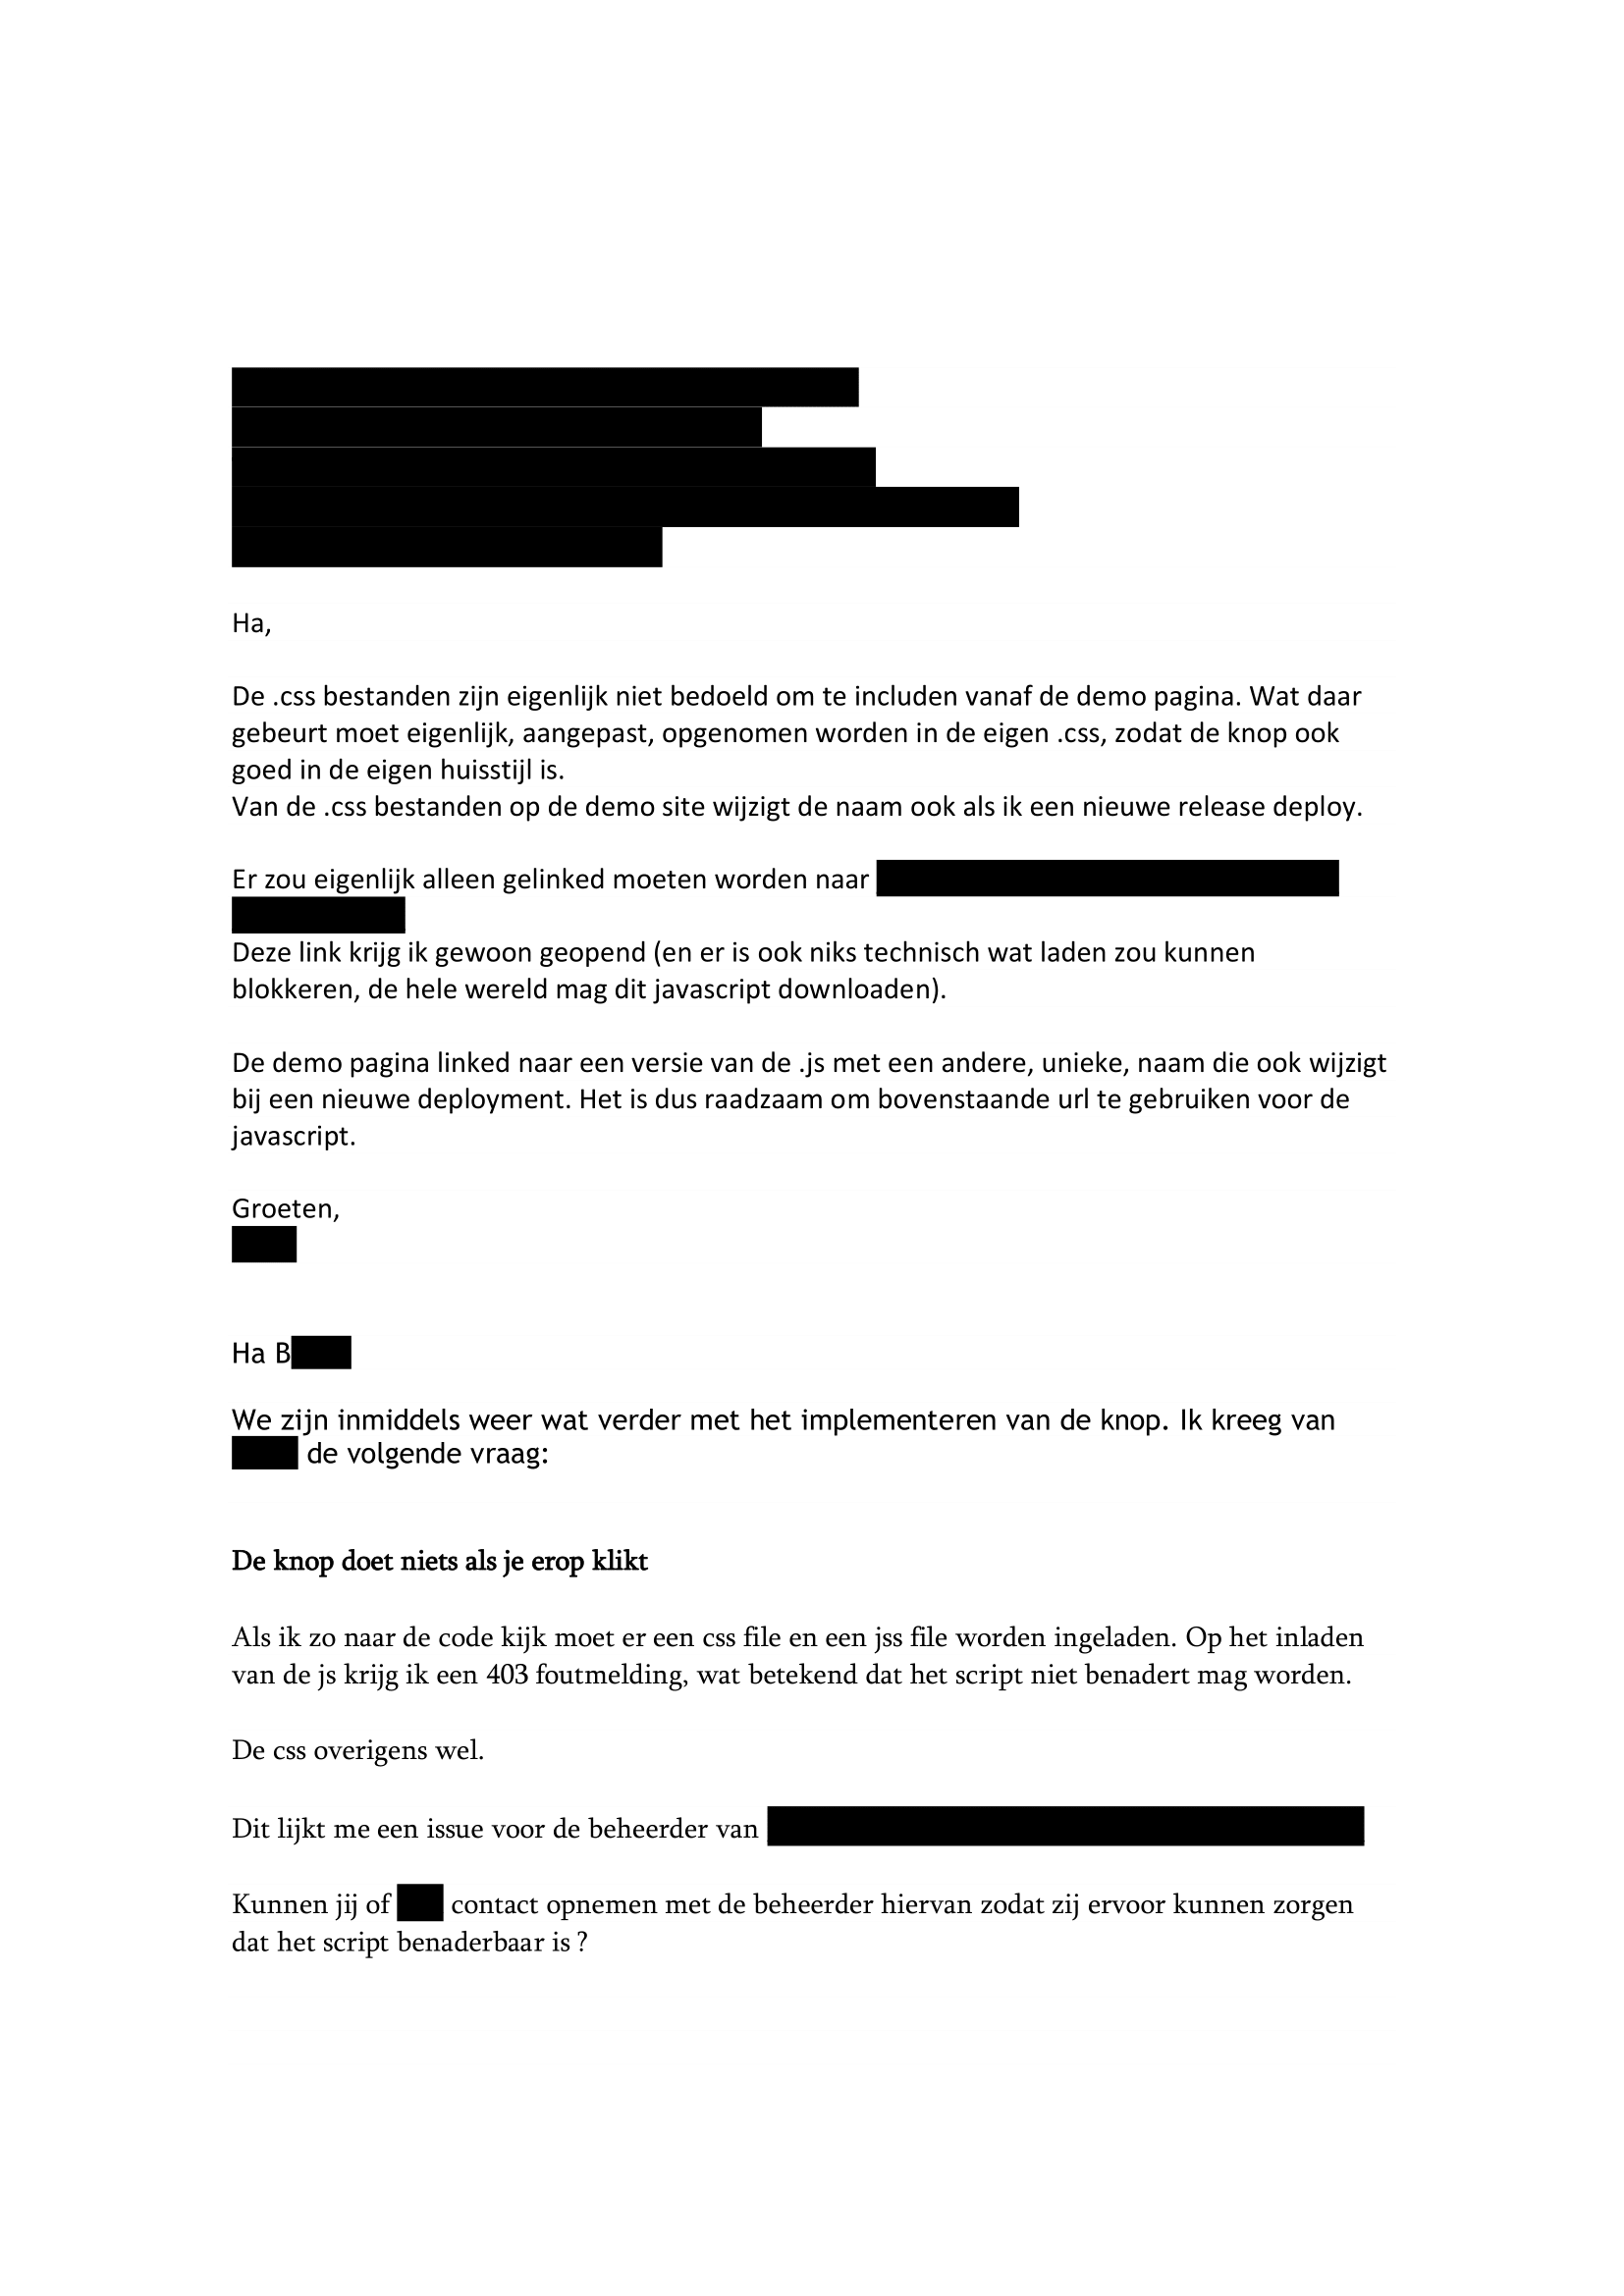 Ha,
De .css bestanden zijn eigenlijk niet bedoeld om te includen vanaf de demo pagina. Wat daar
gebeurt moet eigenlijk, aangepast, opgenomen worden in de eigen .css, zodat de knop ook
goed in de eigen huisstijl is.
Van de .css bestanden op de demo site wijzigt de naam ook als ik een nieuwe release deploy.
Er zou eigenlijk alleen gelinked moeten worden naar
Deze link krijg ik gewoon geopend (en er is ook niks technisch wat laden zou kunnen
blokkeren, de hele wereld mag dit javascript downloaden).
De demo pagina linked naar een versie van de .js met een andere, unieke, naam die ook wijzigt
bij een nieuwe deployment. Het is dus raadzaam om bovenstaande url te gebruiken voor de
javascript.
Groeten,
Ha B
We zijn inmiddels weer wat verder met het implementeren van de knop. Ik kreeg van
de volgende vraag:
De knop doet niets als je erop klikt
Als ik zo naar de code kijk moet er een css file en een jss file worden ingeladen. Op het inladen
van de js krijg ik een 403 foutmelding, wat betekend dat het script niet benadert mag worden.
De css overigens wel.
Dit lijkt me een issue voor de beheerder van
Kunnen jij of contact opnemen met de beheerder hiervan zodat zij ervoor kunnen zorgen
dat het script benaderbaar is ?